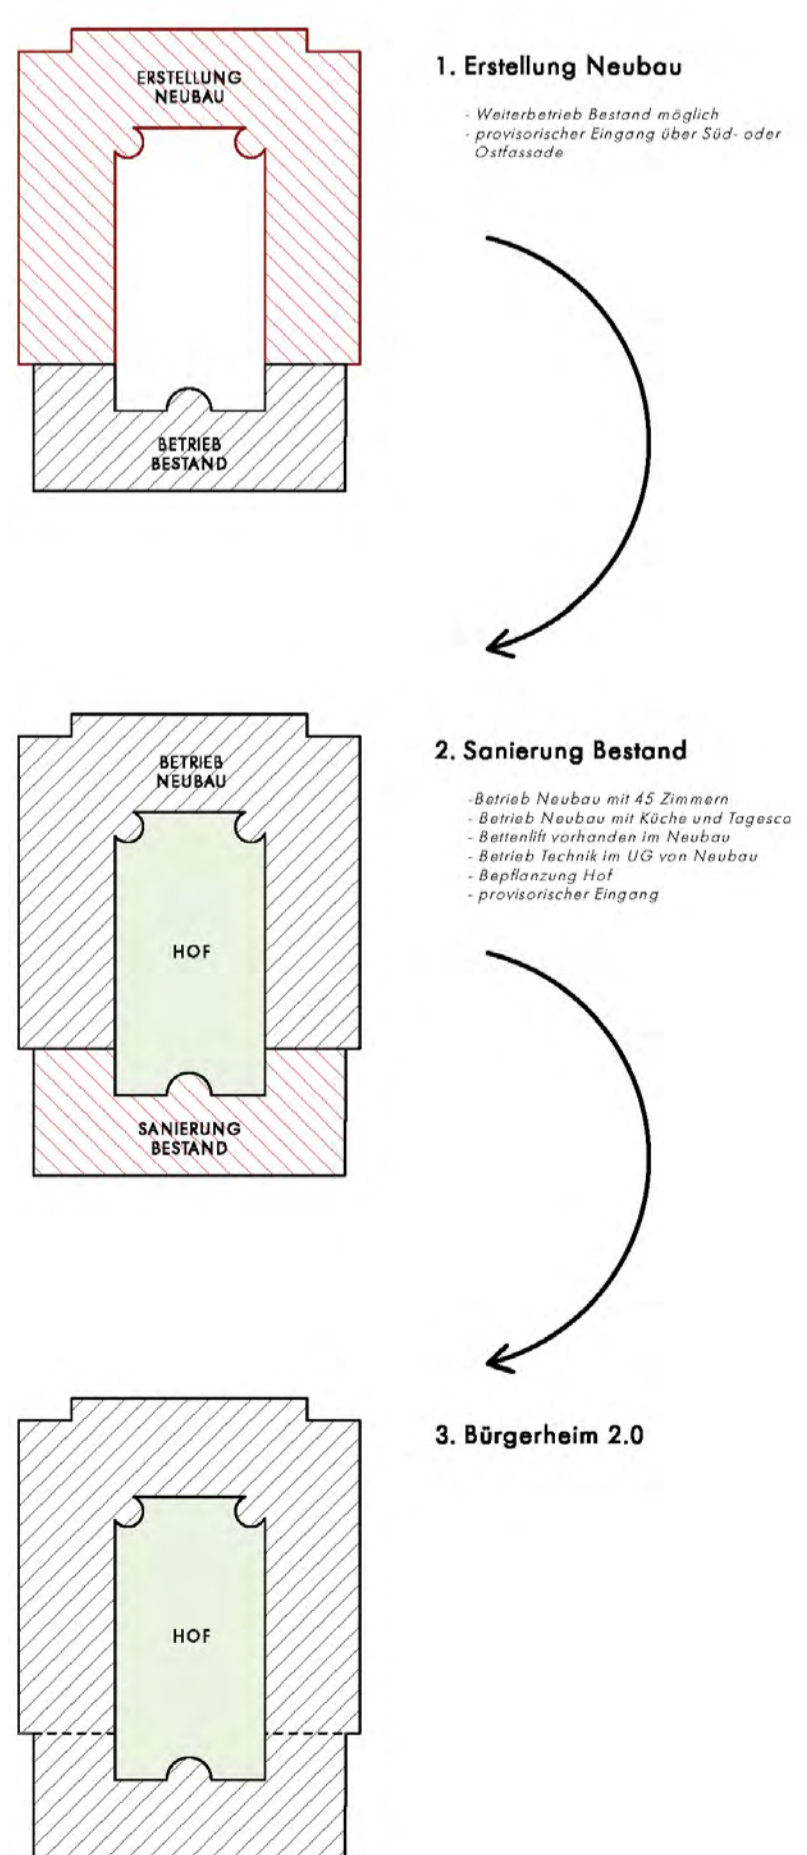 ERSTELLUNG
NEUBAU
BETRIEB
BESTAND
1. Erstellung Neubau
- Weiterbetrieb Bestand möglich
- provisorischer Eingang über Süd- oder
Ostfassade
BETRIEB
NEUBAU
HOF
SANIERUNG
BESTAND
2. Sanierung Bestand
-Betrieb Neubau mit 45 Zimmern
- Betrieb Neubau mit Küche und Tagesca
- Bettenlift vorhanden im Neubau
- Betrieb Technik im UG von Neubau
- Bepflanzung Hof
- provisorischer Eingang
HOF
3. Bürgerheim 2.0